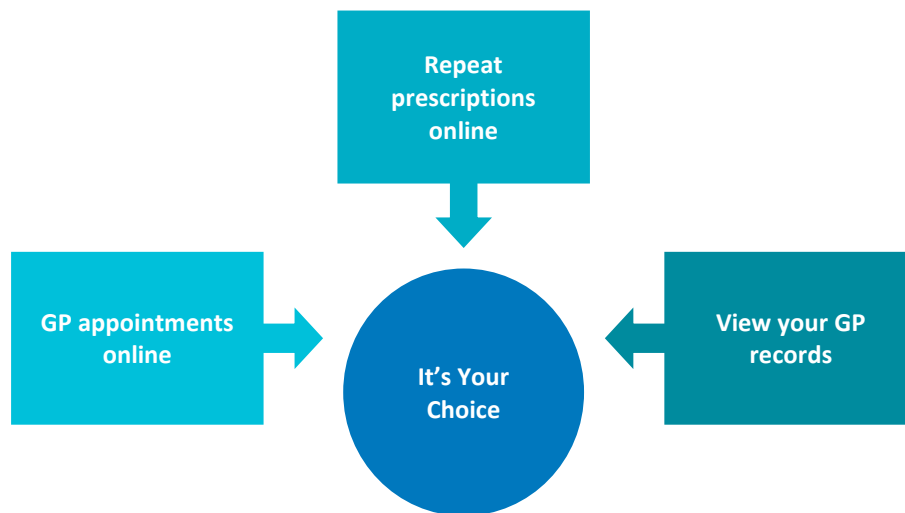 Repeat
prescriptions
online
GP appointments
online
It’s Your
Choice
View your GP
records